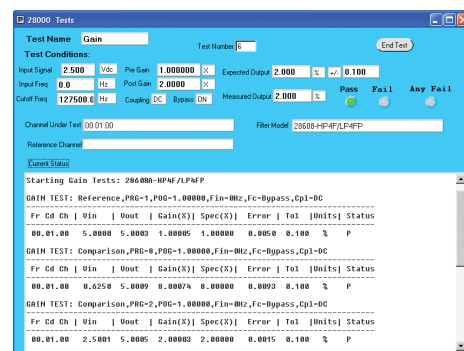 28000 Tests
Test Name Gain
Test Number 6
End Test
Test Conditions:
Input Signal 2.500 Vdc Pre Gain 1.000000 X Expected Output 2.000 % +/- 0.100
Input Freq 0.0 Hz Post Gain 2.0000 X
Pass Fail Any Fail
Cutoff Freq 127500.0 Hz Coupling DC Bypass ON Measured Output 2.000 %
Channel Under Test 00.01.00 Filter Model 28608-HP4F/LP4FP
Reference Channel
Current Status
Starting Gain Tests: 28608A-HP4F/LP4FP
GAIN TEST: Reference,PRG-1,POG-1.00000,Fin-0Hz,Fc-Bypass,Cpl-DC
Fr Cd Ch | Vin | Vout | Gain(X)| Spec(X)| Error | Tol |Units| Status
00.01.00 5.0000 5.0003 1.00005 1.00000 0.0050 0.100 % P
GAIN TEST: Comparison,PRG-8,POG-1.00000,Fin-0Hz,Fc-Bypass,Cpl-DC
Fr Cd Ch | Vin | Vout | Gain(X)| Spec(X)| Error | Tol |Units| Status
00.01.00 0.6250 5.0009 8.00074 8.00000 0.0093 0.100 % P
GAIN TEST: Comparison,PRG-2,POG-1.00000,Fin-0Hz,Fc-Bypass,Cpl-DC
Fr Cd Ch | Vin | Vout | Gain(X)| Spec(X)| Error | Tol |Units| Status
00.01.00 2.5001 5.0005 2.00003 2.00000 0.0015 0.100 % P